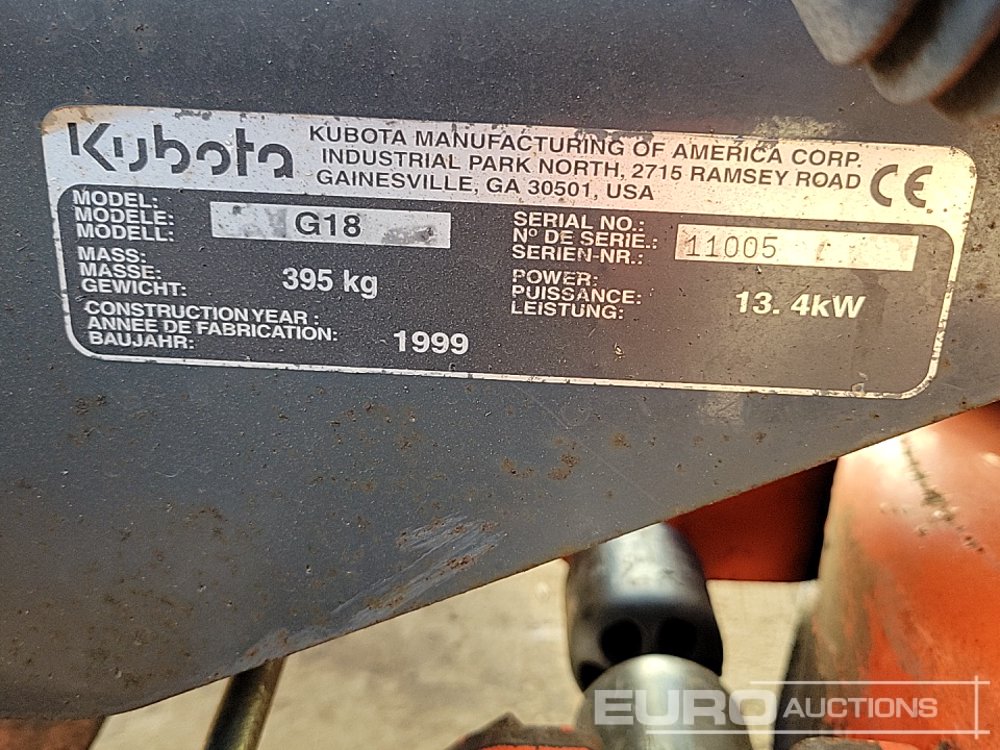 Kubota
KUBOTA MANUFACTURING OF AMERICA CORP.
INDUSTRIAL PARK NORTH, 2715 RAMSEY ROAD
GAINESVILLE, GA 30501, USA
CE
MODEL:
MODELE:
MODELL:
G18
SERIAL NO.:
Nº DE SERIE.:
SERIEN-NR.:
11005
MASS:
MASSE:
GEWICHT:
395 kg
POWER:
PUISSANCE:
LEISTUNG:
13. 4kW
CONSTRUCTION YEAR :
ANNEE DE FABRICATION:
BAUJAHR:
1999
EURO AUCTIONS